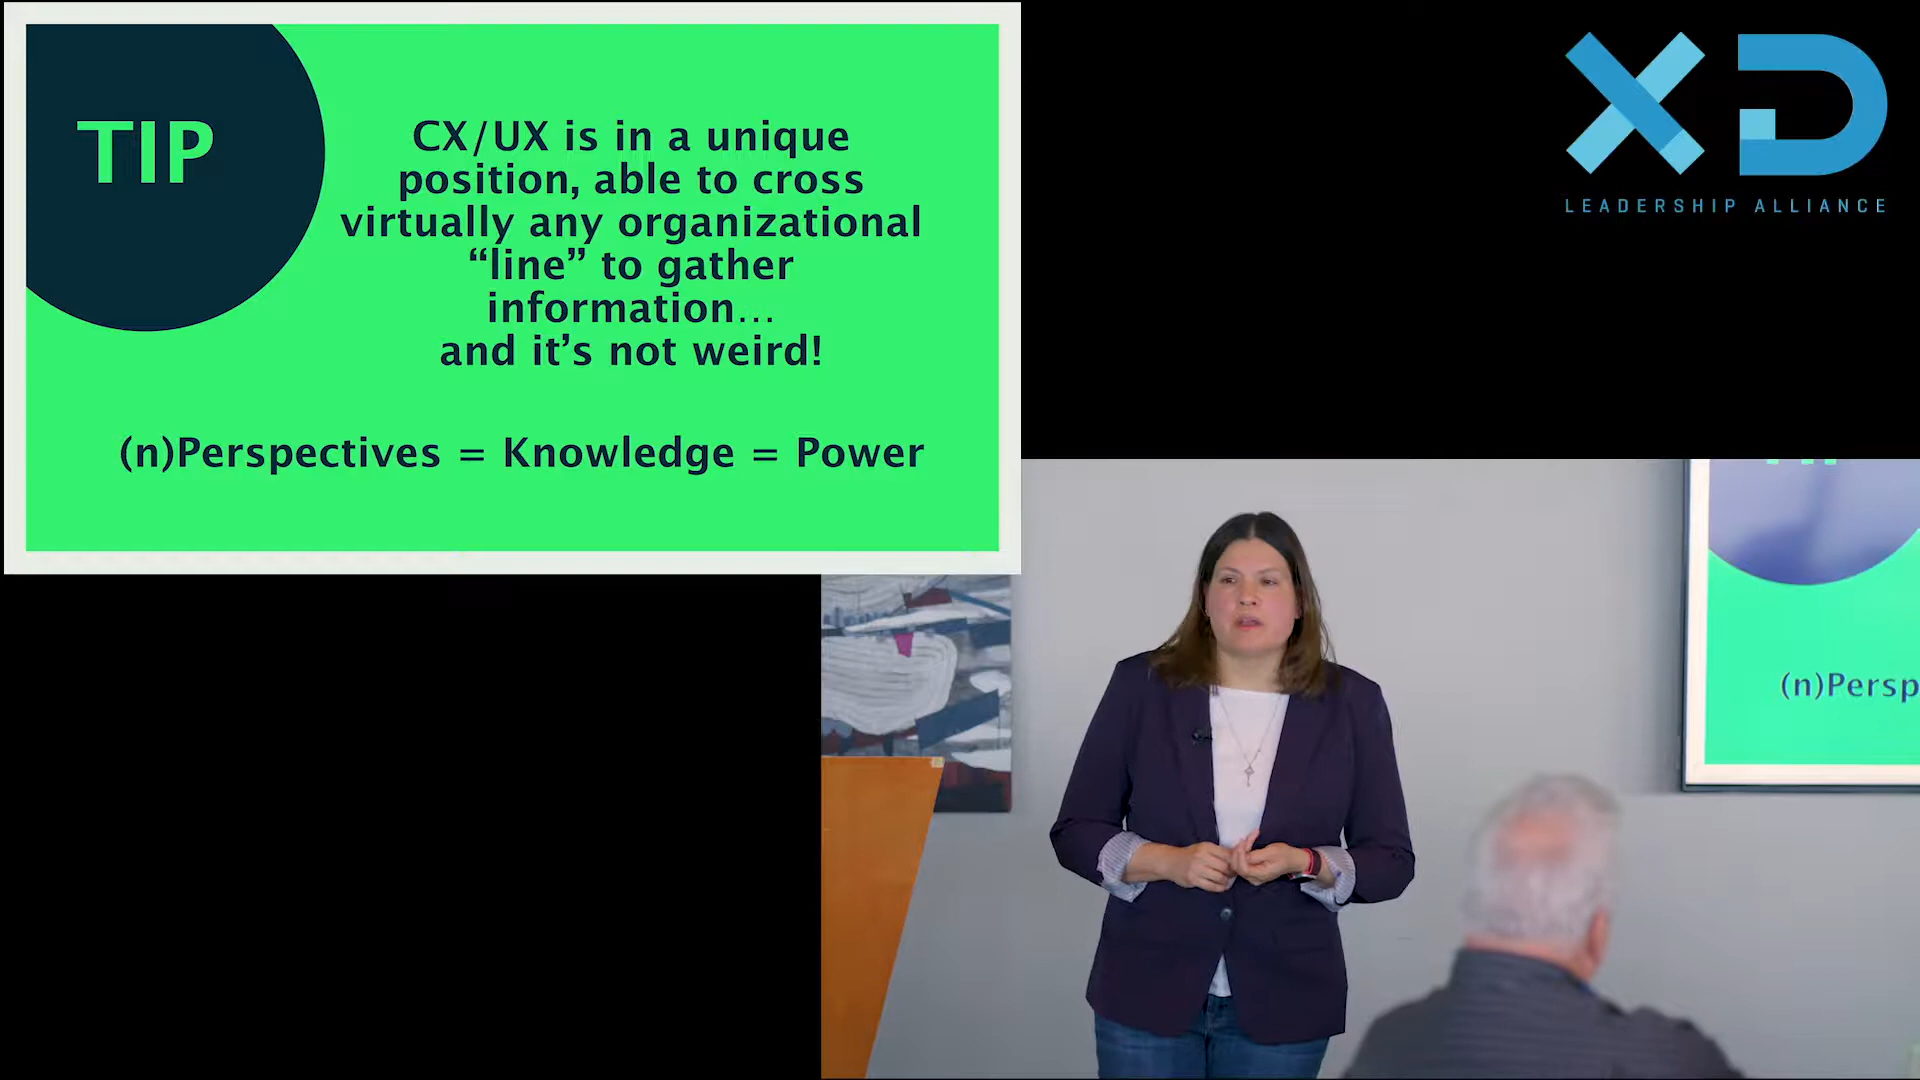 TIP
CX/UX is in a unique
position, able to cross
virtually any organizational
“line” to gather
information...
and it’s not weird!
(n)Perspectives = Knowledge = Power
XD
LEADERSHIP ALLIANCE
(n)Persp